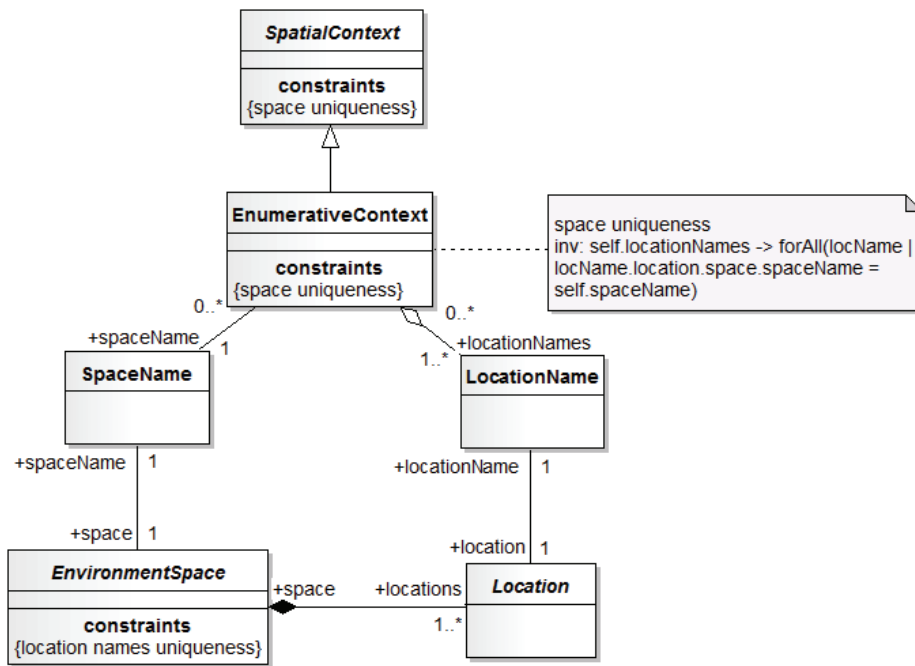 SpatialContext
constraints
{space uniqueness}
EnumerativeContext
constraints
{space uniqueness}
space uniqueness
inv: self.locationNames -> forAll(locName |
locName.location.space.spaceName =
self.spaceName)
0..*
0..*
+spaceName
1
+locationNames
1..*
SpaceName
LocationName
+spaceName
1
+locationName
1
+space
1
+location
1
EnvironmentSpace
constraints
{location names uniqueness}
+space
+locations
1..*
Location